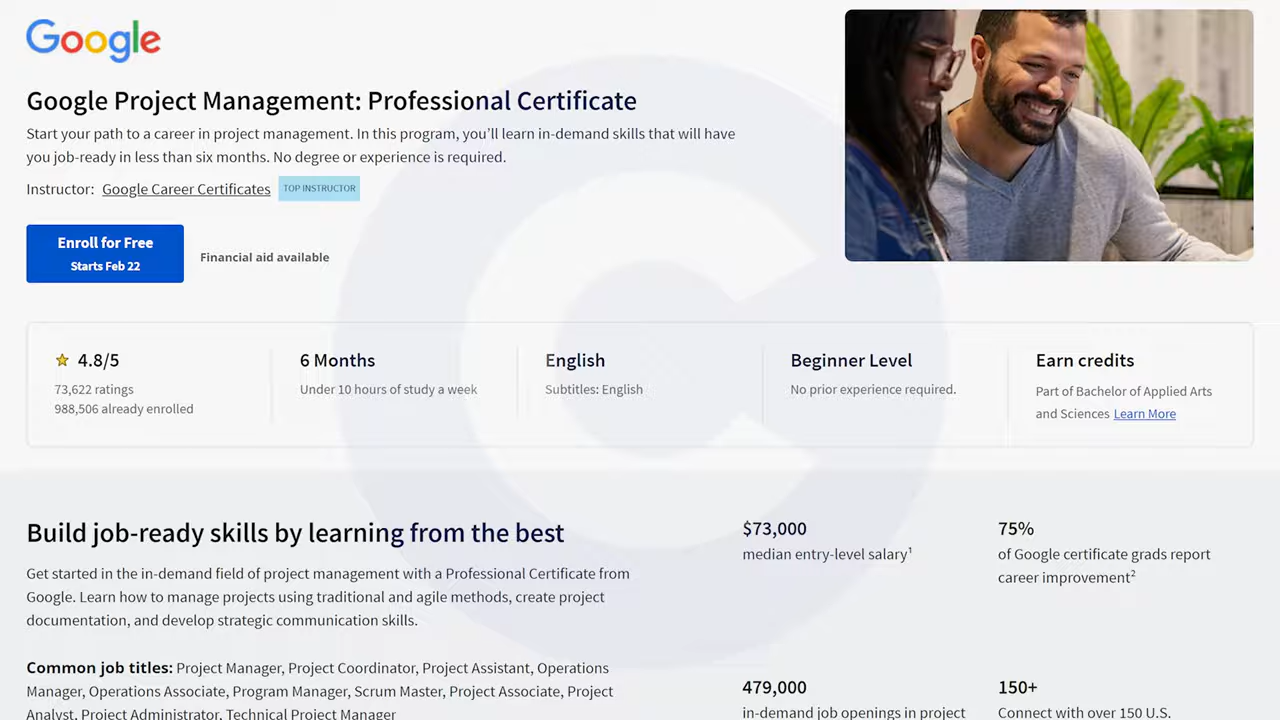 Google
Google Project Management: Professional Certificate
Start your path to a career in project management. In this program, you’ll learn in-demand skills that will have
you job-ready in less than six months. No degree or experience is required.
Instructor: Google Career Certificates TOP INSTRUCTOR
Enroll for Free
Starts Feb 22
Financial aid available
4.8/5
73,622 ratings
988,506 already enrolled
6 Months
Under 10 hours of study a week
English
Subtitles: English
Beginner Level
No prior experience required.
Earn credits
Part of Bachelor of Applied Arts
and Sciences Learn More
Build job-ready skills by learning from the best
Get started in the in-demand field of project management with a Professional Certificate from
Google. Learn how to manage projects using traditional and agile methods, create project
documentation, and develop strategic communication skills.
Common job titles: Project Manager, Project Coordinator, Project Assistant, Operations
Manager, Operations Associate, Program Manager, Scrum Master, Project Associate, Project
Analyst, Project Administrator, Technical Project Manager
$73,000
median entry-level salary¹
75%
of Google certificate grads report
career improvement²
479,000
in-demand job openings in project
150+
Connect with over 150 U.S.